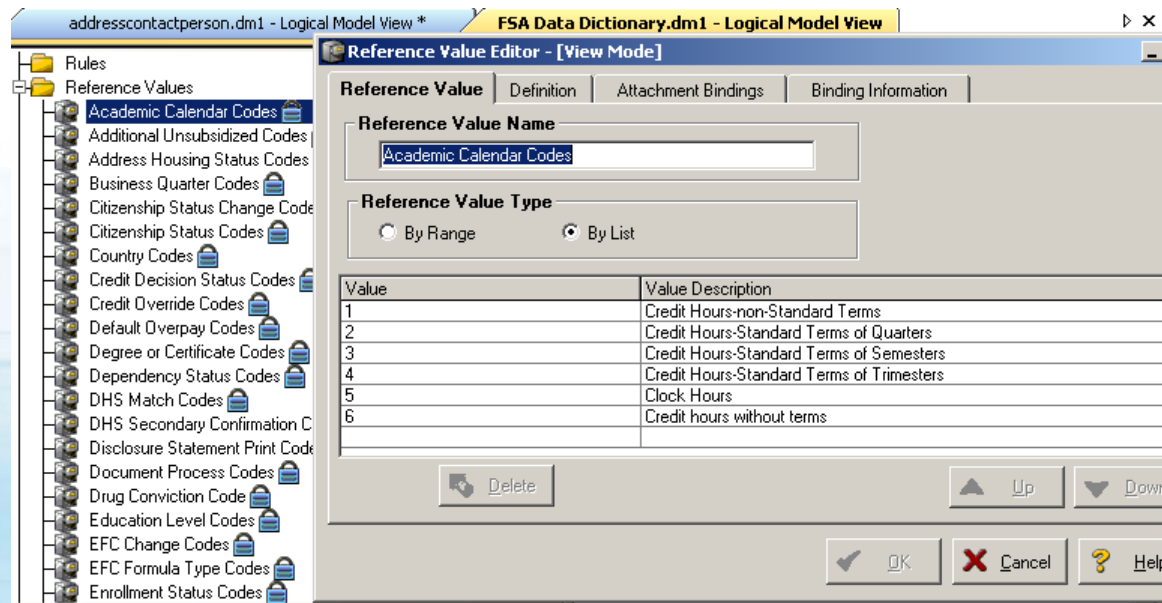 addresscontactperson.dm1 - Logical Model View *
FSA Data Dictionary.dm1 - Logical Model View
Rules
Reference Values
Academic Calendar Codes
Additional Unsubsidized Codes
Address Housing Status Codes
Business Quarter Codes
Citizenship Status Change Code
Citizenship Status Codes
Country Codes
Credit Decision Status Codes
Credit Override Codes
Default Overpay Codes
Degree or Certificate Codes
Dependency Status Codes
DHS Match Codes
DHS Secondary Confirmation C
Disclosure Statement Print Code
Document Process Codes
Drug Conviction Code
Education Level Codes
EFC Change Codes
EFC Formula Type Codes
Enrollment Status Codes
Reference Value Editor - [View Mode]
Reference Value Definition Attachment Bindings Binding Information
Reference Value Name
Academic Calendar Codes
Reference Value Type
By Range By List
Value Value Description
1 Credit Hours-non-Standard Terms
2 Credit Hours-Standard Terms of Quarters
3 Credit Hours-Standard Terms of Semesters
4 Credit Hours-Standard Terms of Trimesters
5 Clock Hours
6 Credit hours without terms
Delete Up Down
OK Cancel Help